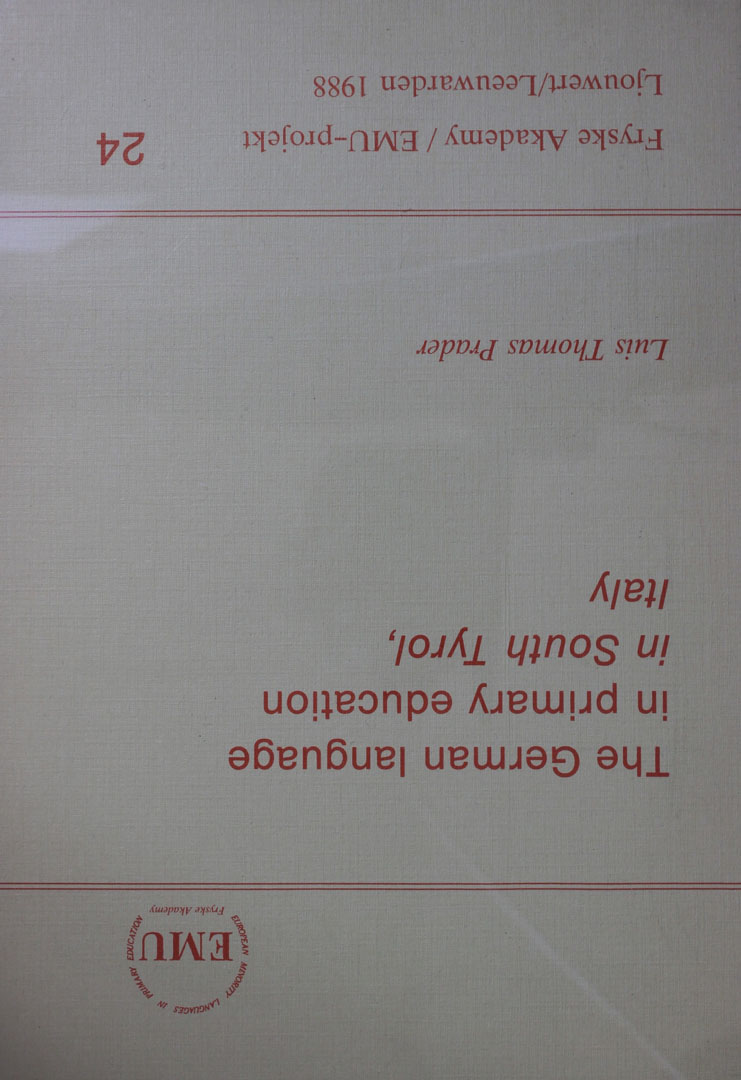 EUROPEAN MINORITY LANGUAGES IN PRIMARY EDUCATION
EMU
Fryske Akademy
The German language
in primary education
in South Tyrol,
Italy
Luis Thomas Prader
Fryske Akademy / EMU-projekt
Ljouwert/Leeuwarden 1988
24